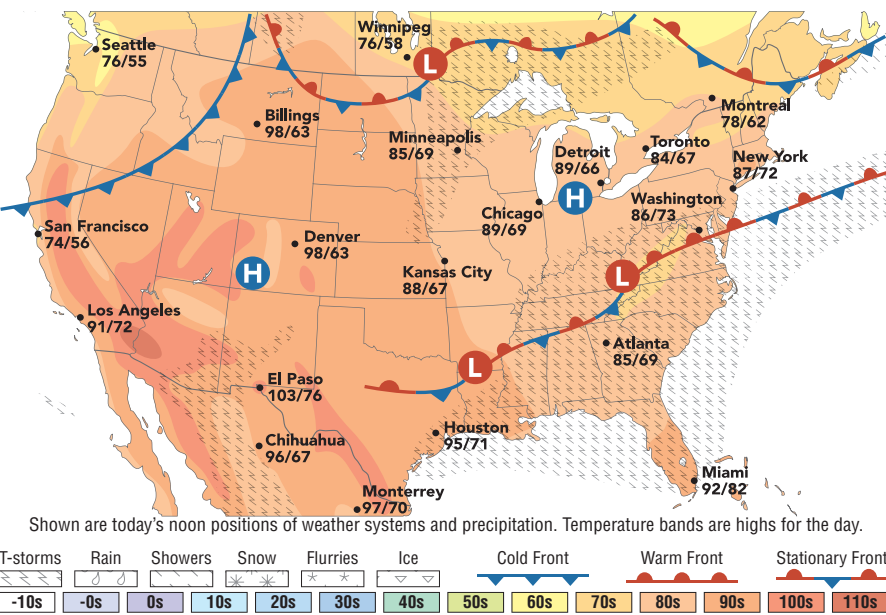 Winnipeg
76/58
Seattle
76/55
L
Billings
98/63
Montreal
78/62
Minneapolis
85/69
Detroit
89/66
Toronto
84/67
New York
87/72
H
Washington
86/73
Chicago
89/69
San Francisco
74/56
Denver
98/63
H
Kansas City
88/67
L
Los Angeles
91/72
Atlanta
85/69
L
El Paso
103/76
Houston
95/71
Chihuahua
96/67
Miami
92/82
Monterrey
97/70
Shown are today's noon positions of weather systems and precipitation. Temperature bands are highs for the day.
T-storms Rain Showers Snow Flurries Ice Cold Front Warm Front Stationary Front
-10s -0s 0s 10s 20s 30s 40s 50s 60s 70s 80s 90s 100s 110s